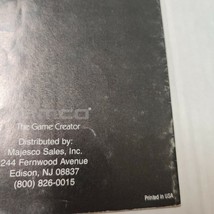 namco
The Game Creator
Distributed by:
Majesco Sales, Inc.
244 Fernwood Avenue
Edison, NJ 08837
(800) 826-0015
Printed in USA